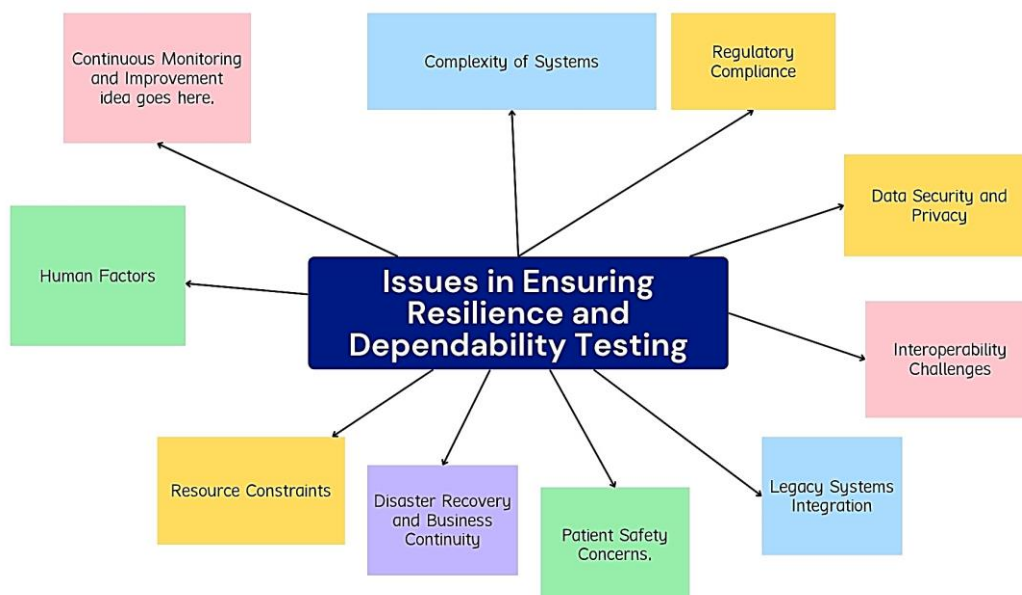 Continuous Monitoring
and Improvement
idea goes here.
Complexity of Systems
Regulatory
Compliance
Data Security and
Privacy
Human Factors
Issues in Ensuring
Resilience and
Dependability Testing
Interoperability
Challenges
Resource Constraints
Disaster Recovery
and Business
Continuity
Patient Safety
Concerns.
Legacy Systems
Integration